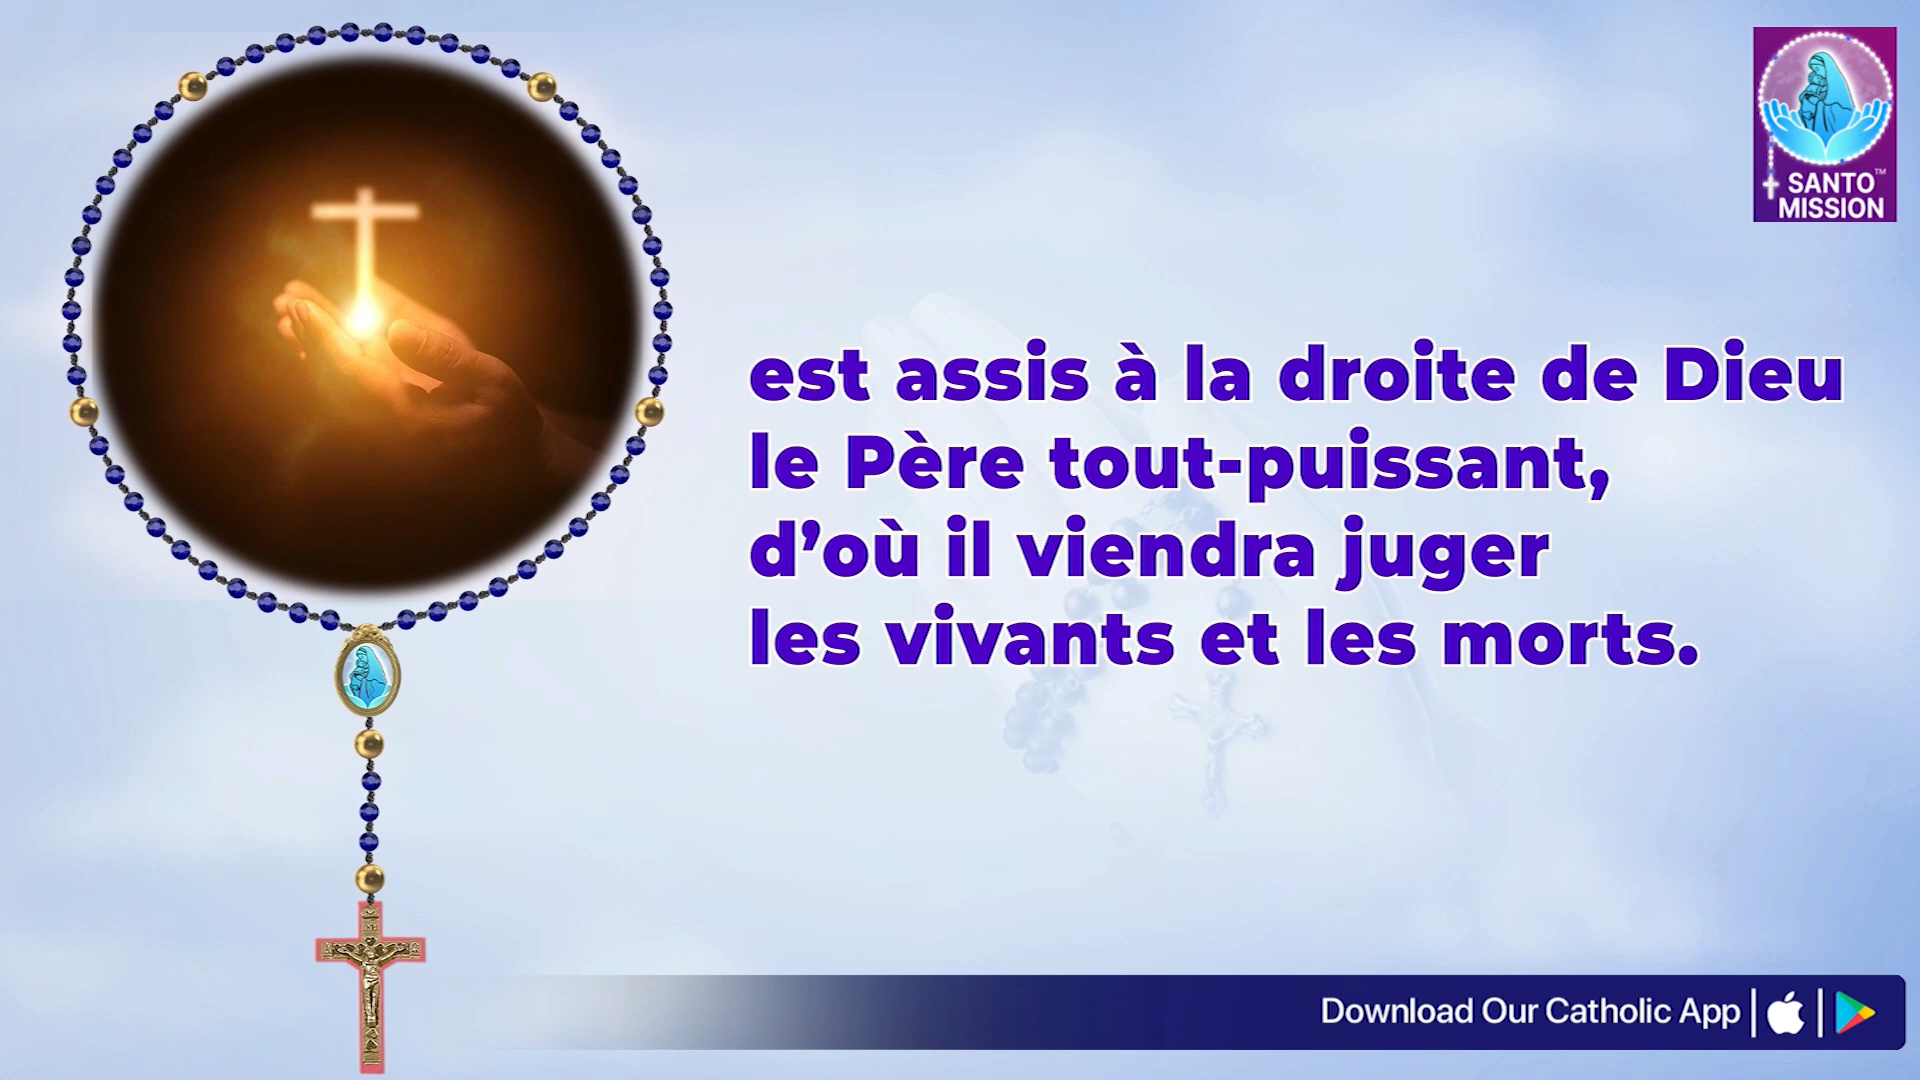 SANTO™
MISSION
est assis à la droite de Dieu
le Père tout-puissant,
d’où il viendra juger
les vivants et les morts.
Download Our Catholic App